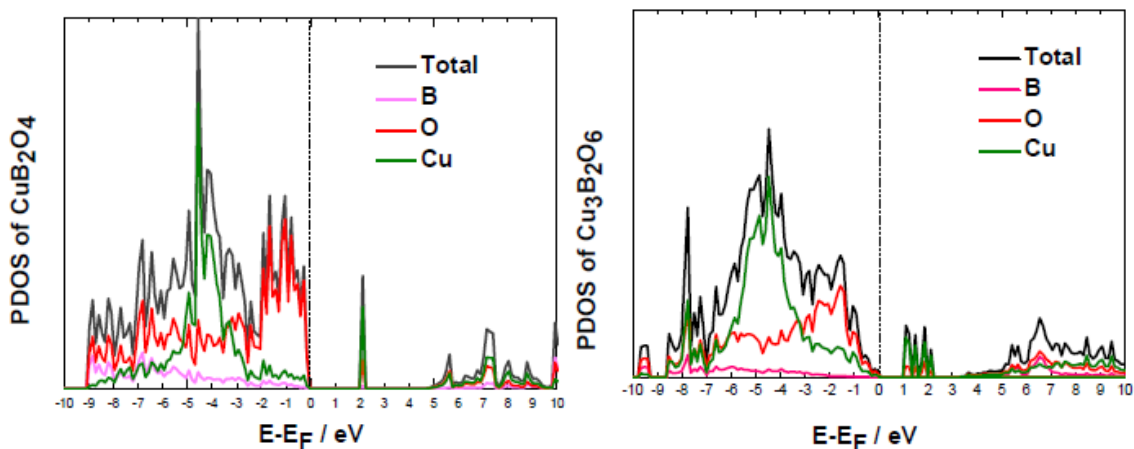 PDOS of CuB2O4
Total
B
O
Cu
-10 -9 -8 -7 -6 -5 -4 -3 -2 -1 0 1 2 3 4 5 6 7 8 9 10
E-EF / eV
PDOS of Cu3B2O6
Total
B
O
Cu
-10 -9 -8 -7 -6 -5 -4 -3 -2 -1 0 1 2 3 4 5 6 7 8 9 10
E-EF / eV